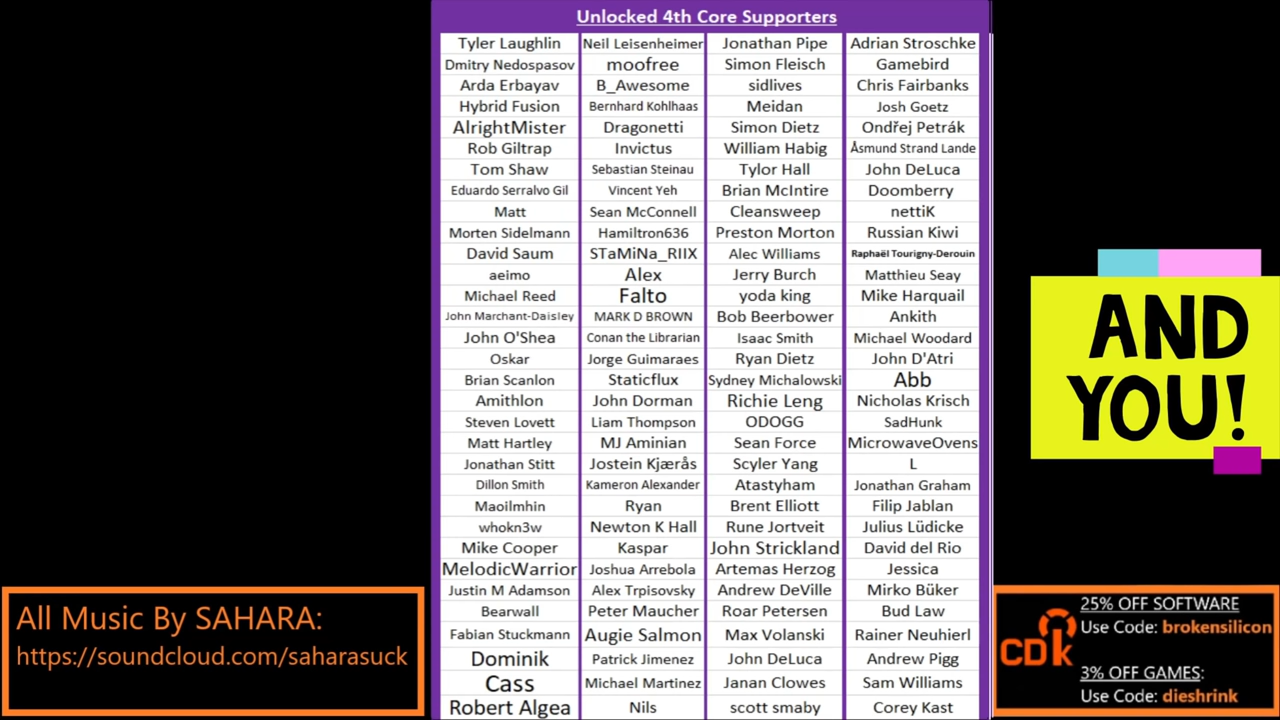 Unlocked 4th Core Supporters
Tyler Laughlin Neil Leisenheimer Jonathan Pipe Adrian Stroschke
Dmitry Nedospasov moofree Simon Fleisch Gamebird
Arda Erbayav B_Awesome sidlives Chris Fairbanks
Hybrid Fusion Bernhard Kohlhaas Meidan Josh Goetz
AlrightMister Dragonetti Simon Dietz Ondřej Petrák
Rob Giltrap Invictus William Habig Åsmund Strand Lande
Tom Shaw Sebastian Steinau Tylor Hall John DeLuca
Eduardo Serralvo Gil Vincent Yeh Brian McIntire Doomberry
Matt Sean McConnell Cleansweep nettiK
Morten Sidelmann Hamiltron636 Preston Morton Russian Kiwi
David Saum STaMiNa_RIIX Alec Williams Raphaël Tourigny-Derouin
aeimo Alex Jerry Burch Matthieu Seay
Michael Reed Falto yoda king Mike Harquail
John Marchant-Daisley MARK D BROWN Bob Beerbower Ankith
John O'Shea Conan the Librarian Isaac Smith Michael Woodard
Oskar Jorge Guimaraes Ryan Dietz John D'Atri
Brian Scanlon Staticflux Sydney Michalowski Abb
Amithlon John Dorman Richie Leng Nicholas Krisch
Steven Lovett Liam Thompson ODOGG SadHunk
Matt Hartley MJ Aminian Sean Force MicrowaveOvens
Jonathan Stitt Jostein Kjærås Scyler Yang L
Dillon Smith Kameron Alexander Atastyham Jonathan Graham
Maoilmhin Ryan Brent Elliott Filip Jablan
whokn3w Newton K Hall Rune Jortveit Julius Lüdicke
Mike Cooper Kaspar John Strickland David del Rio
MelodicWarrior Joshua Arrebola Artemas Herzog Jessica
Justin M Adamson Alex Trpisovsky Andrew DeVille Mirko Büker
Bearwall Peter Maucher Roar Petersen Bud Law
Fabian Stuckmann Augie Salmon Max Volanski Rainer Neuhierl
Dominik Patrick Jimenez John DeLuca Andrew Pigg
Cass Michael Martinez Janan Clowes Sam Williams
Robert Algea Nils scott smaby Corey Kast
AND
YOU!
All Music By SAHARA:
https://soundcloud.com/saharasuck
CDk
25% OFF SOFTWARE
Use Code: brokensilicon
3% OFF GAMES:
Use Code: dieshrink